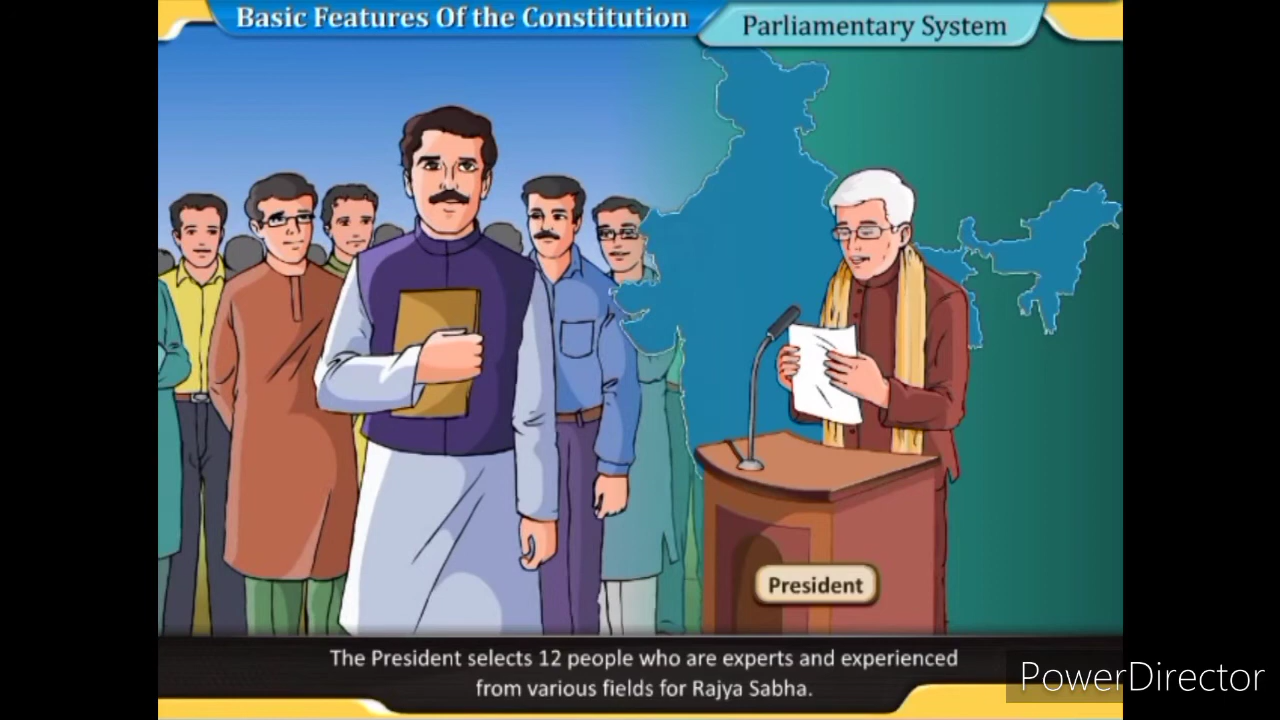 Basic Features Of the Constitution
Parliamentary System
President
The President selects 12 people who are experts and experienced
from various fields for Rajya Sabha.
PowerDirector